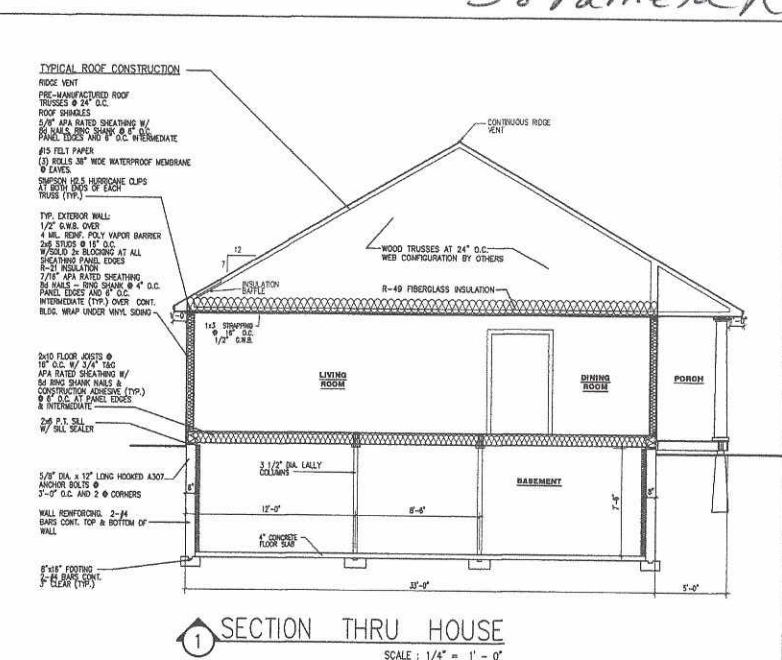 TYPICAL ROOF CONSTRUCTION
RIDGE VENT
PRE-MANUFACTURED ROOF
TRUSSES @ 24" O.C.
ROOF SHINGLES
5/8" APA RATED SHEATHING W/
8d NAILS, RING SHANK @ 6" O.C.
PANEL EDGES AND 6" O.C. INTERMEDIATE
#15 FELT PAPER
(3) ROLLS 36" WIDE WATERPROOF MEMBRANE
@ EAVES.
SIMPSON H2.5 HURRICANE CLIPS
AT BOTH ENDS OF EACH
TRUSS (TYP.)
TYP. EXTERIOR WALL:
1/2" G.W.B. OVER
4 MIL. REINF. POLY VAPOR BARRIER
2x6 STUDS @ 16" O.C.
W/SOLID 2x BLOCKING AT ALL
SHEATHING PANEL EDGES
R-21 INSULATION
7/16" APA RATED SHEATHING
8d NAILS - RING SHANK @ 4" O.C.
PANEL EDGES AND 6" O.C.
INTERMEDIATE (TYP.) OVER CONT.
BLDG. WRAP UNDER VINYL SIDING
2x10 FLOOR JOISTS @
16" O.C. W/ 3/4" T&G
APA RATED SHEATHING W/
8d RING SHANK NAILS &
CONSTRUCTION ADHESIVE (TYP.)
@ 6" O.C. AT PANEL EDGES
& INTERMEDIATE
2x6 P.T. SILL
W/ SILL SEALER
5/8" DIA. x 12" LONG HOOKED A307
ANCHOR BOLTS @
3'-0" O.C. AND 2 @ CORNERS
WALL REINFORCING. 2-#4
BARS CONT. TOP & BOTTOM OF
WALL
8"x16" FOOTING
2-#4 BARS CONT.
3" CLEAR (TYP.)
CONTINUOUS RIDGE
VENT
12
7
WOOD TRUSSES AT 24" O.C.
WEB CONFIGURATION BY OTHERS
INSULATION
BAFFLE
R-49 FIBERGLASS INSULATION
1'-0"
1x3 STRAPPING
@ 16" O.C.
1/2" G.W.B.
LIVING
ROOM
DINING
ROOM
PORCH
3 1/2" DIA. LALLY
COLUMNS
BASEMENT
8"
8"
7'-6"
12'-0"
8'-6"
4" CONCRETE
FLOOR SLAB
33'-0"
5'-0"
1
SECTION THRU HOUSE
SCALE : 1/4" = 1' - 0"